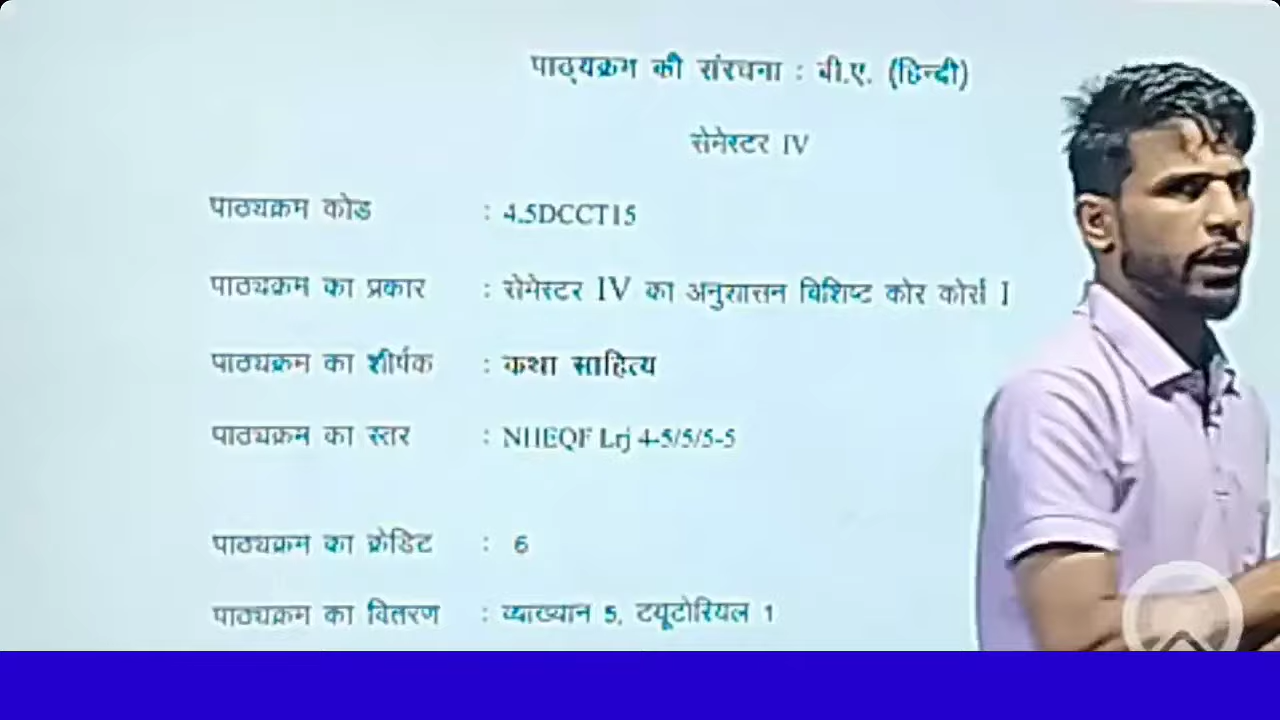 पाठ्यक्रम की संरचना : बी.ए. (हिन्दी)
सेमेस्टर IV
पाठ्यक्रम कोड : 4.5DCCT15
पाठ्यक्रम का प्रकार : सेमेस्टर IV का अनुशासन विशिष्ट कोर कोर्स I
पाठ्यक्रम का शीर्षक : कथा साहित्य
पाठ्यक्रम का स्तर : NHEQF 4-5/5/5-5
पाठ्यक्रम का क्रेडिट : 6
पाठ्यक्रम का वितरण : व्याख्यान 5, टयूटोरियल 1